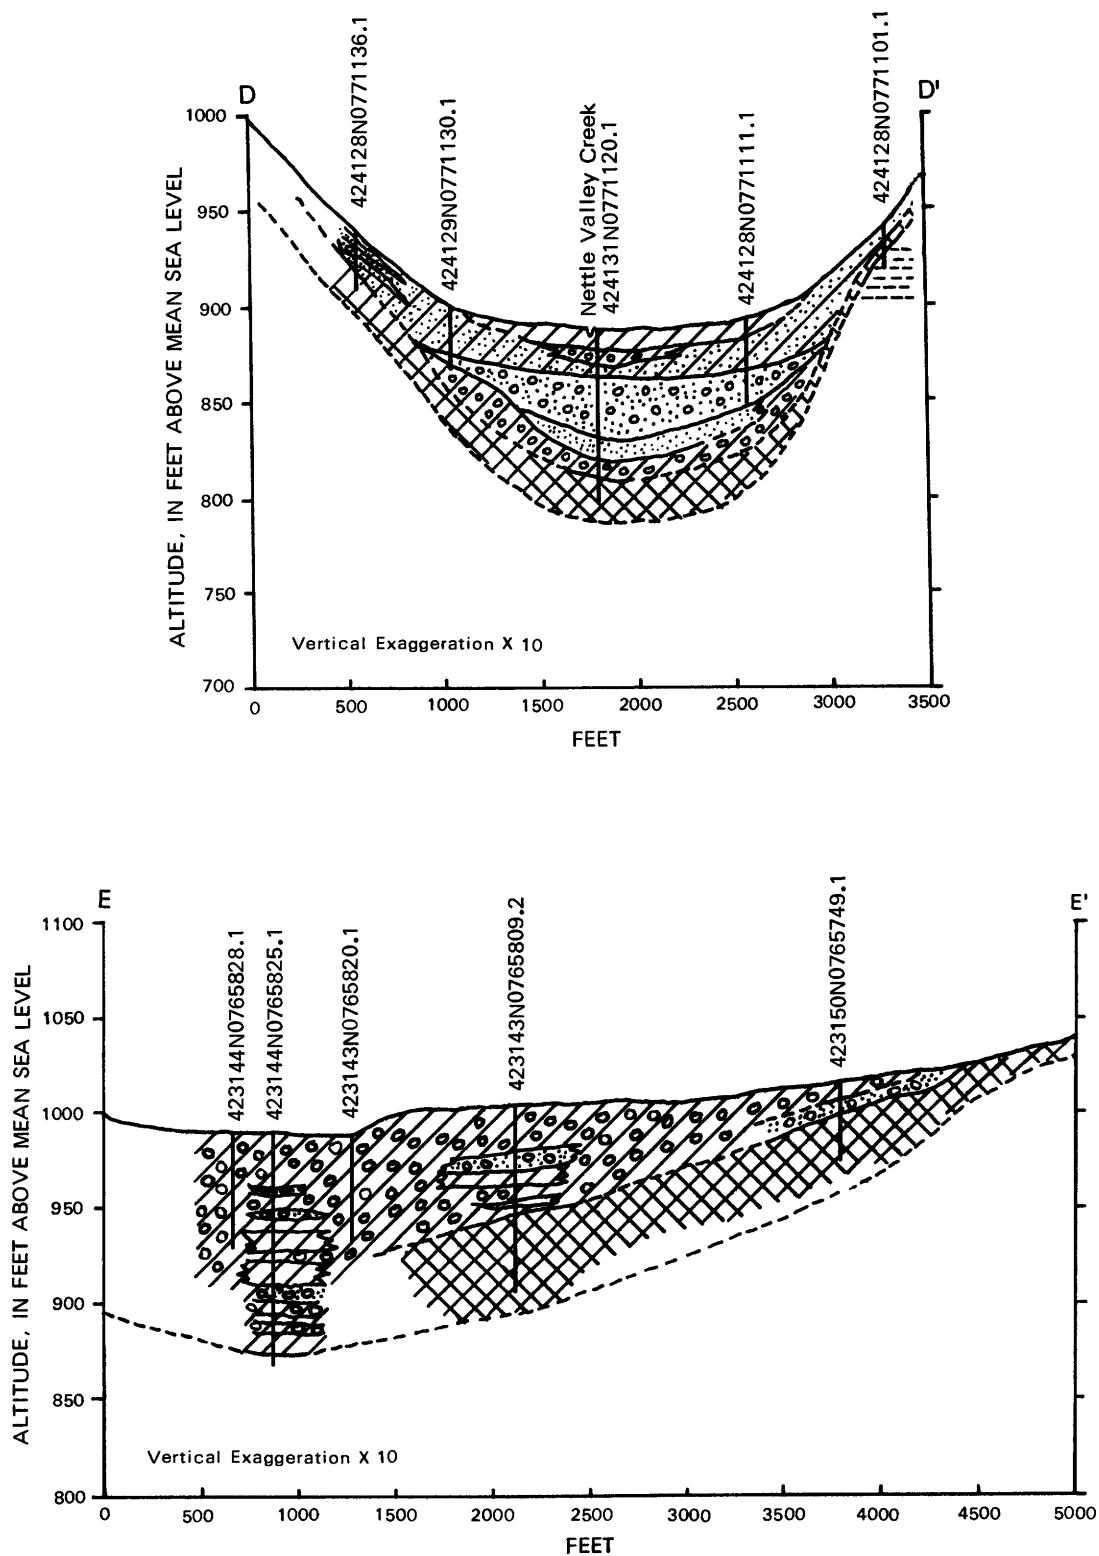 D
D'
424128N0771136.1
424129N0771130.1
Nettle Valley Creek
424131N0771120.1
424128N0771111.1
424128N0771101.1
ALTITUDE, IN FEET ABOVE MEAN SEA LEVEL
1000
950
900
850
800
750
700
Vertical Exaggeration X 10
0 500 1000 1500 2000 2500 3000 3500
FEET
E
E'
423144N0765828.1
423144N0765825.1
423143N0765820.1
423143N0765809.2
423150N0765749.1
ALTITUDE, IN FEET ABOVE MEAN SEA LEVEL
1100
1050
1000
950
900
850
800
Vertical Exaggeration X 10
0 500 1000 1500 2000 2500 3000 3500 4000 4500 5000
FEET